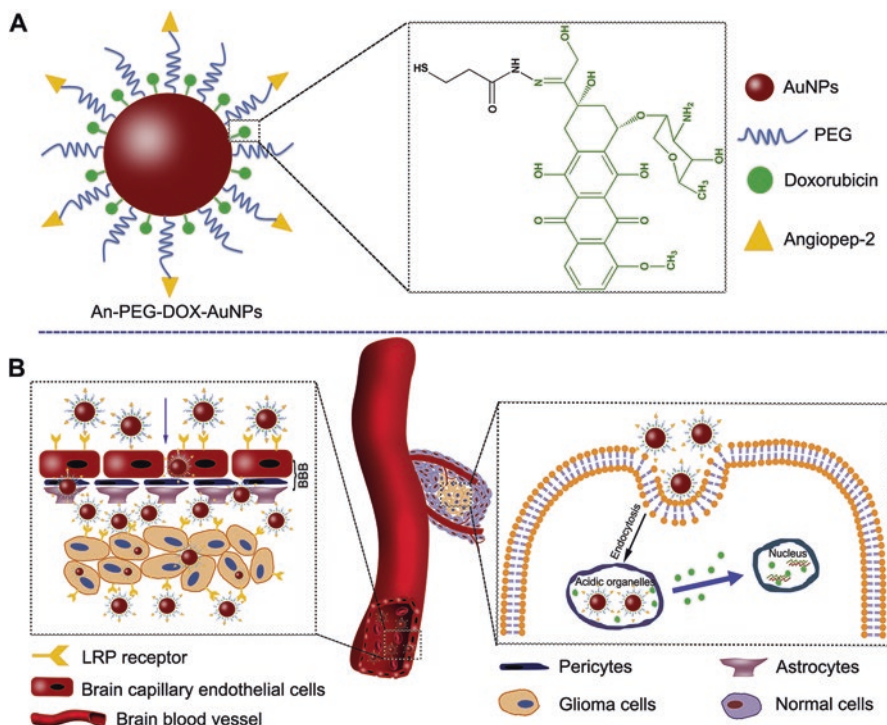 A
HS
O
NH
N
OH
OH
O
NH₂
O
OH
CH₃
OH
OH
O
O
O
CH₃
AuNPs
PEG
Doxorubicin
Angiopep-2
An-PEG-DOX-AuNPs
B
BBB
Endocytosis
Acidic organelles
Nucleus
LRP receptor
Brain capillary endothelial cells
Brain blood vessel
Pericytes
Astrocytes
Glioma cells
Normal cells